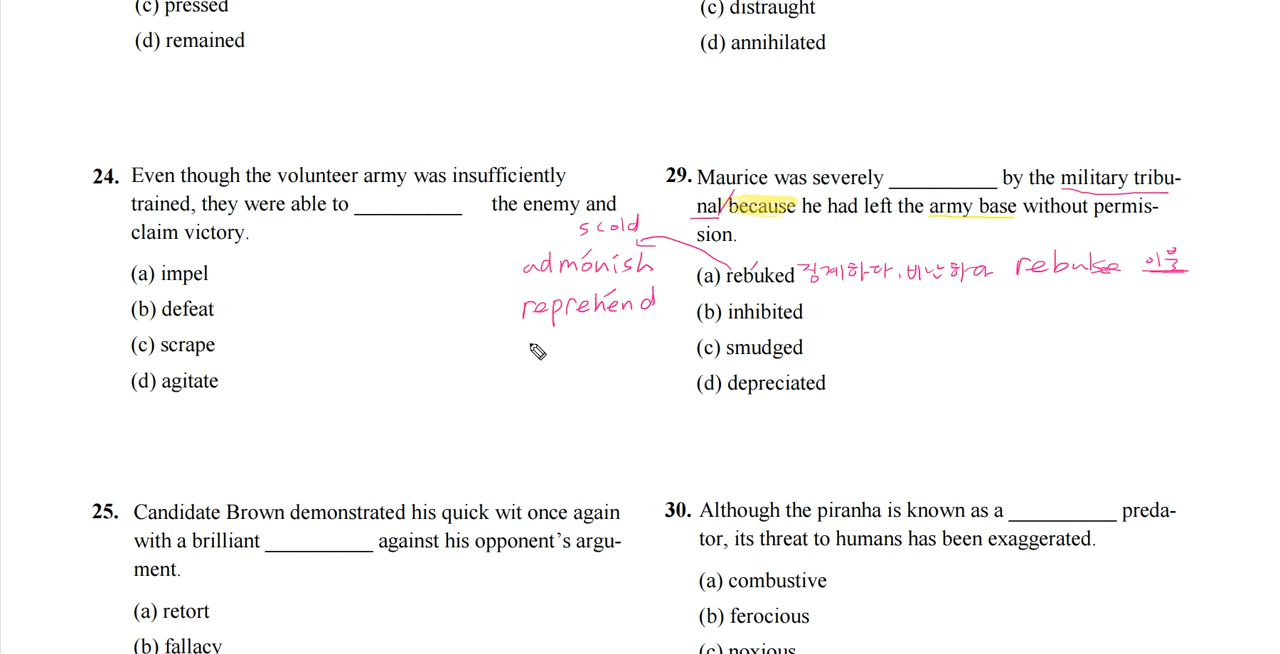 (c) pressed
(d) remained
24. Even though the volunteer army was insufficiently
trained, they were able to __________ the enemy and
claim victory.
(a) impel
(b) defeat
(c) scrape
(d) agitate
scold
admonish
reprehend
25. Candidate Brown demonstrated his quick wit once again
with a brilliant __________ against his opponent's argu-
ment.
(a) retort
(b) fallacy
(c) distraught
(d) annihilated
29. Maurice was severely __________ by the military tribu-
nal because he had left the army base without permis-
sion.
(a) rebuked 징계하다, 비난하다 rebukee 이물
(b) inhibited
(c) smudged
(d) depreciated
30. Although the piranha is known as a __________ preda-
tor, its threat to humans has been exaggerated.
(a) combustive
(b) ferocious
(c) noxious